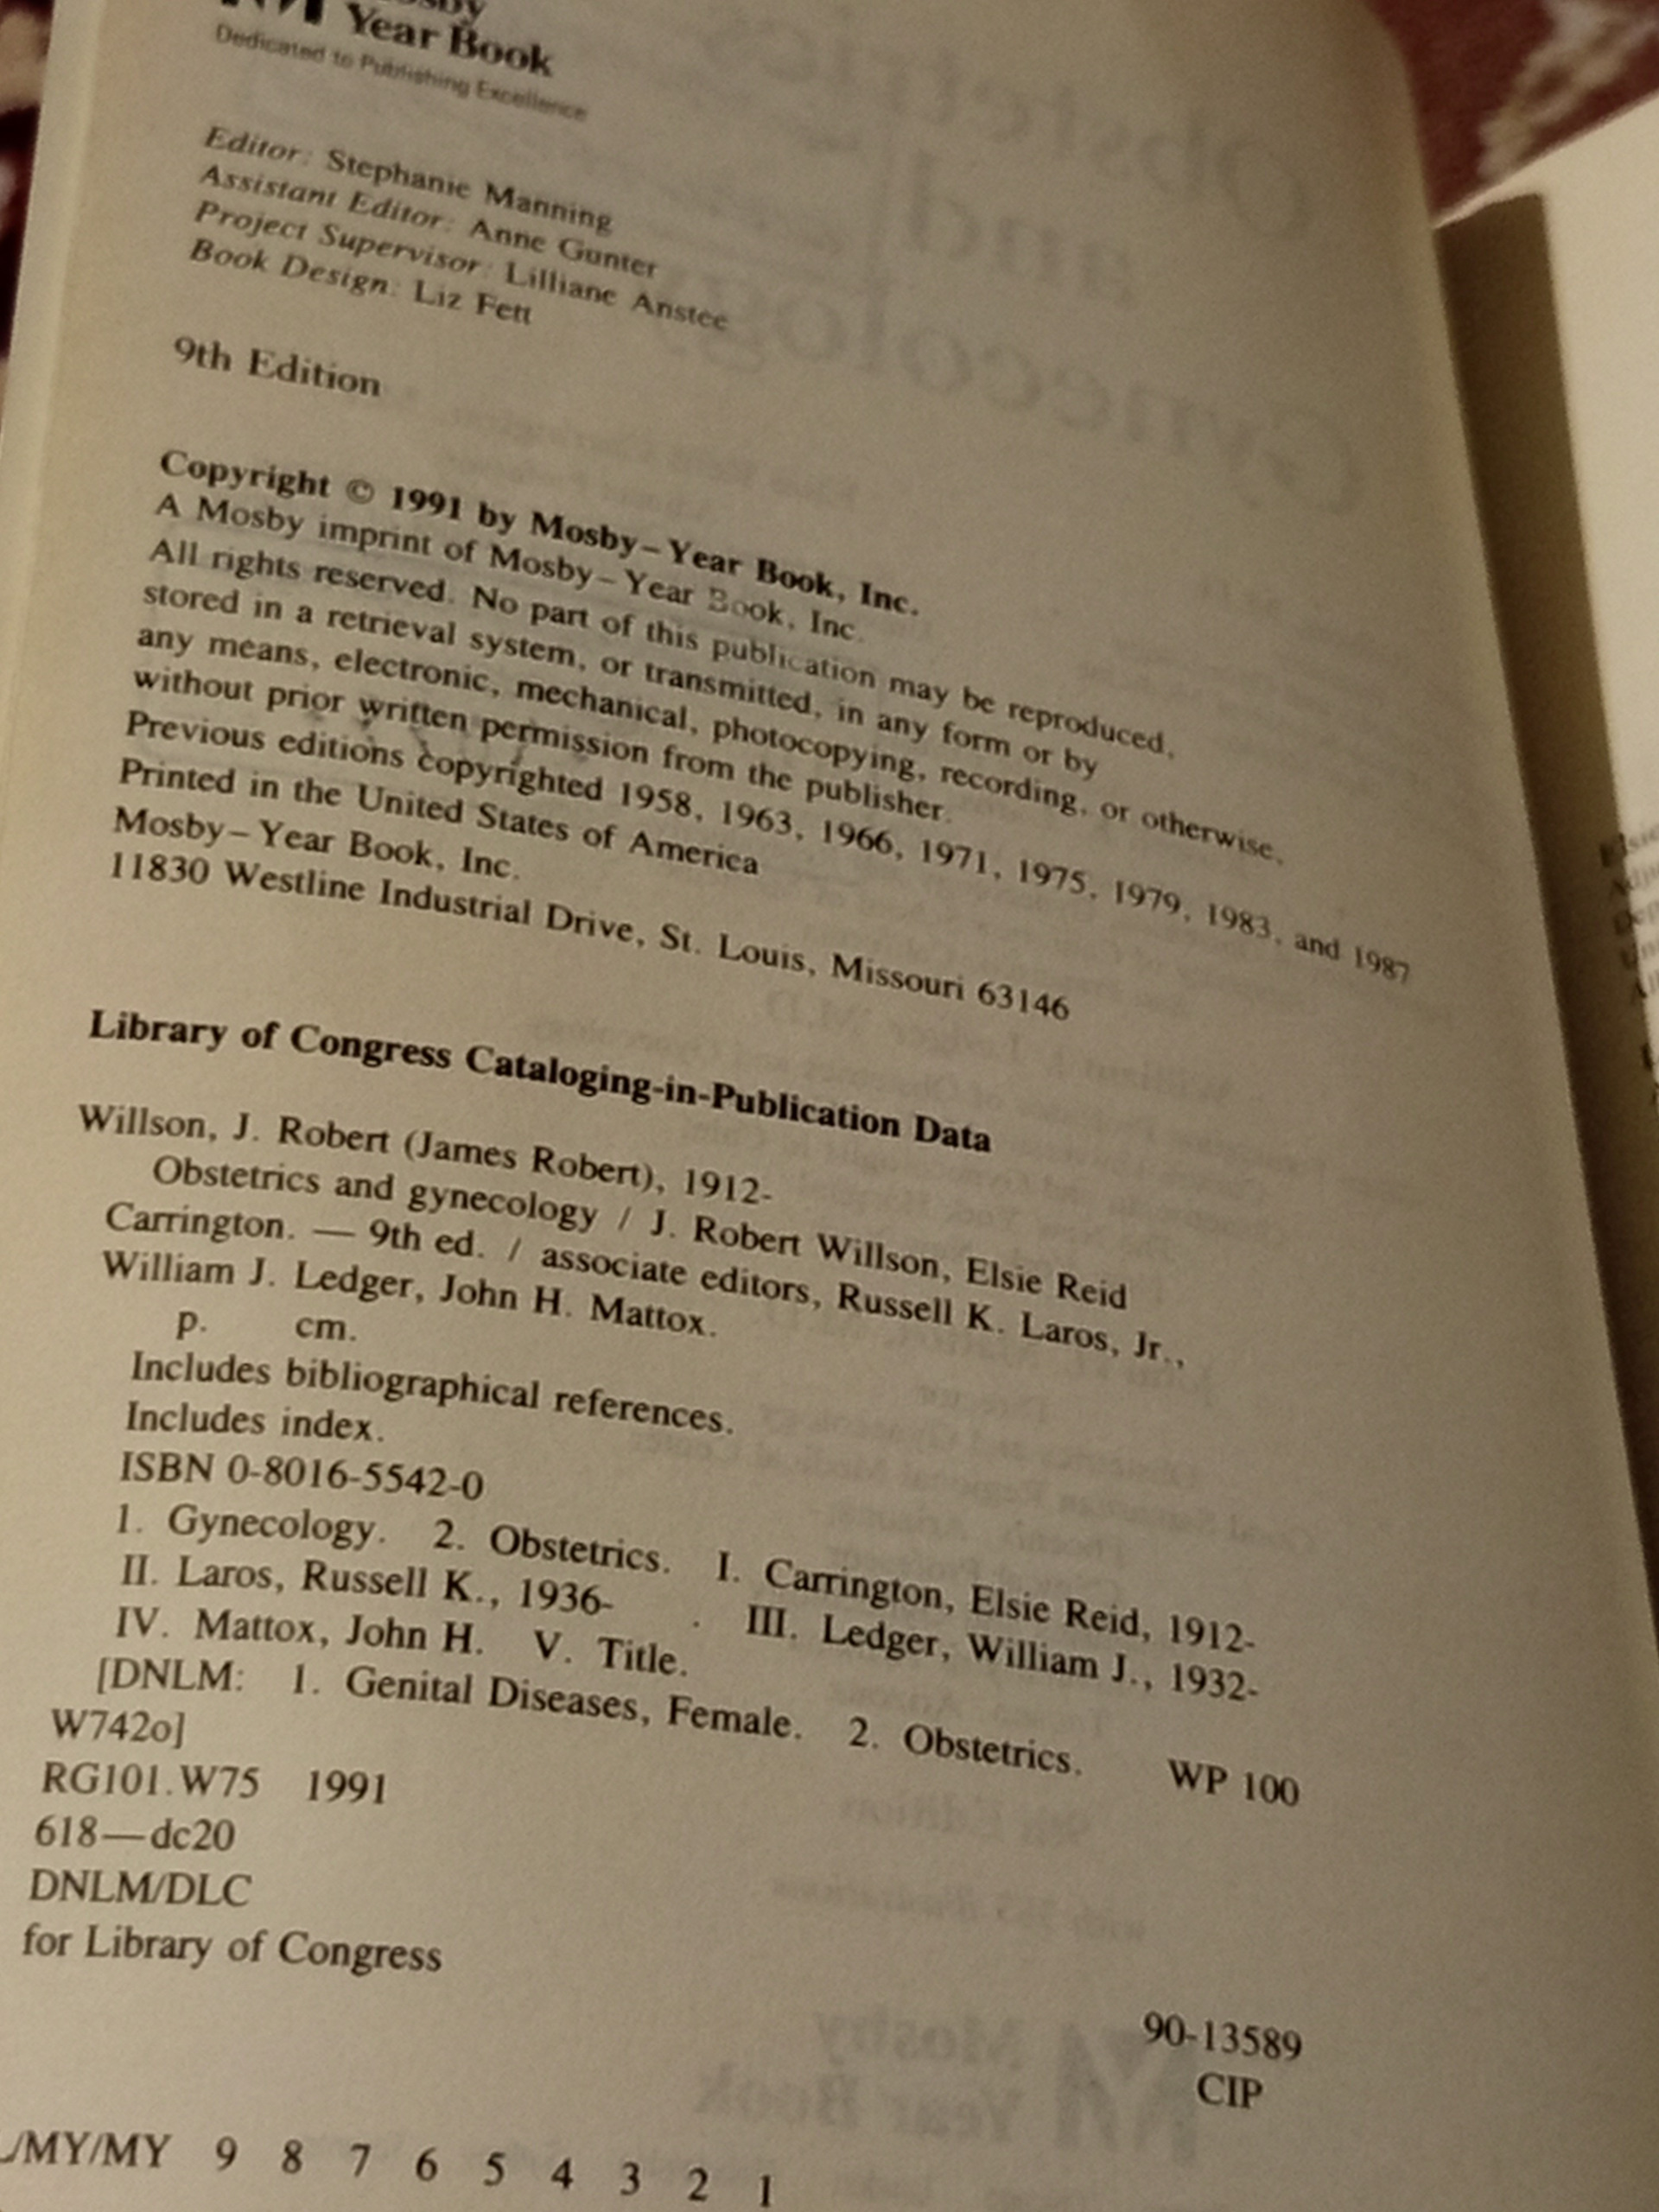 Year Book
Dedicated to Publishing Excellence
Editor: Stephanie Manning
Assistant Editor: Anne Gunter
Project Supervisor: Lilliane Anstee
Book Design: Liz Fett
9th Edition
Copyright © 1991 by Mosby–Year Book, Inc.
A Mosby imprint of Mosby–Year Book, Inc.
All rights reserved. No part of this publication may be reproduced,
stored in a retrieval system, or transmitted, in any form or by
any means, electronic, mechanical, photocopying, recording, or otherwise,
without prior written permission from the publisher.
Previous editions copyrighted 1958, 1963, 1966, 1971, 1975, 1979, 1983, and 1987
Printed in the United States of America
Mosby–Year Book, Inc.
11830 Westline Industrial Drive, St. Louis, Missouri 63146
Library of Congress Cataloging-in-Publication Data
Willson, J. Robert (James Robert), 1912-
Obstetrics and gynecology / J. Robert Willson, Elsie Reid
Carrington. — 9th ed. / associate editors, Russell K. Laros, Jr.,
William J. Ledger, John H. Mattox.
p. cm.
Includes bibliographical references.
Includes index.
ISBN 0-8016-5542-0
1. Gynecology. 2. Obstetrics. I. Carrington, Elsie Reid, 1912-
II. Laros, Russell K., 1936- . III. Ledger, William J., 1932-
IV. Mattox, John H. V. Title.
[DNLM: 1. Genital Diseases, Female. 2. Obstetrics. WP 100
W742o]
RG101.W75 1991
618—dc20
DNLM/DLC
for Library of Congress
90-13589
CIP
/MY/MY 9 8 7 6 5 4 3 2 1